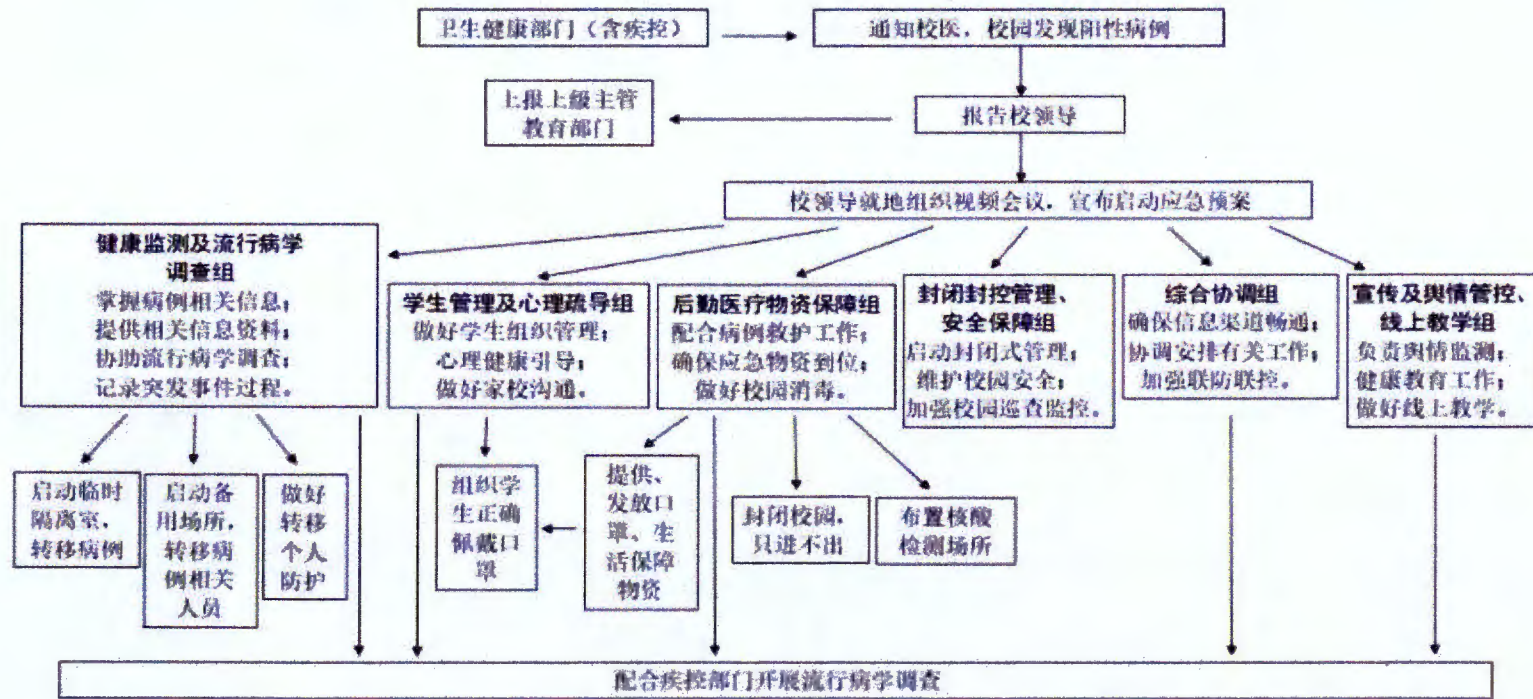 卫生健康部门（含疾控）
通知校医，校园发现阳性病例
上报上级主管
教育部门
报告校领导
校领导就地组织视频会议，宣布启动应急预案
健康监测及流行病学
调查组
掌握病例相关信息；
提供相关信息资料；
协助流行病学调查；
记录突发事件过程。
学生管理及心理疏导组
做好学生组织管理；
心理健康引导；
做好家校沟通。
后勤医疗物资保障组
配合病例救护工作；
确保应急物资到位；
做好校园消毒。
封闭封控管理、
安全保障组
启动封闭式管理；
维护校园安全；
加强校园巡查监控。
综合协调组
确保信息渠道畅通；
协调安排有关工作；
加强联防联控。
宣传及舆情管控、
线上教学组
负责舆情监测；
健康教育工作；
做好线上教学。
启动临时
隔离室，
转移病例
启动备
用场所，
转移病
例相关
人员
做好
转移
个人
防护
组织学
生正确
佩戴口
罩
提供、
发放口
罩、生
活保障
物资
封闭校园，
只进不出
布置核酸
检测场所
配合疾控部门开展流行病学调查